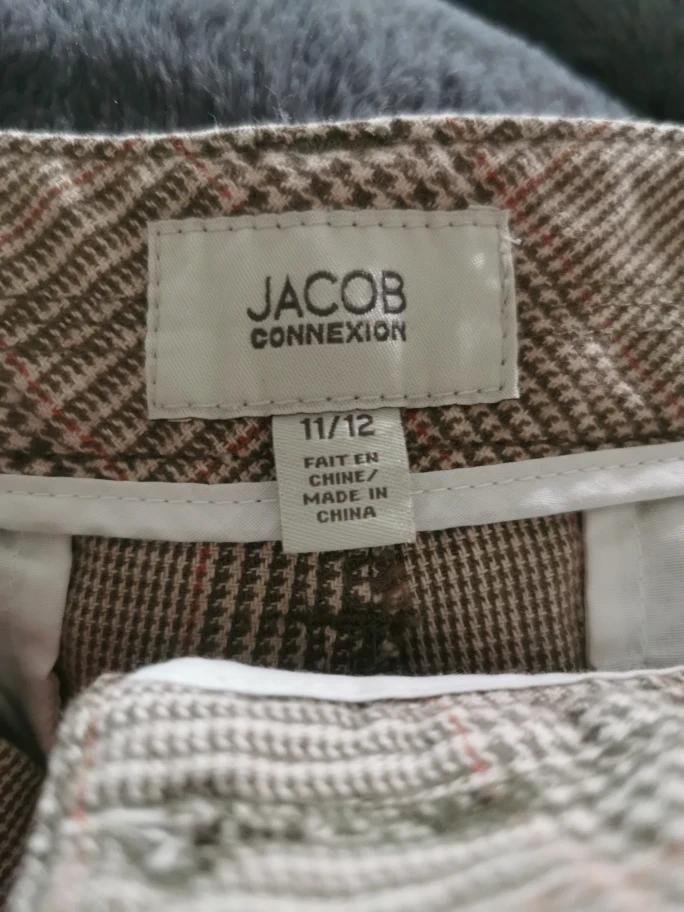 JACOB
CONNEXION
11/12
FAIT EN
CHINE/
MADE IN
CHINA